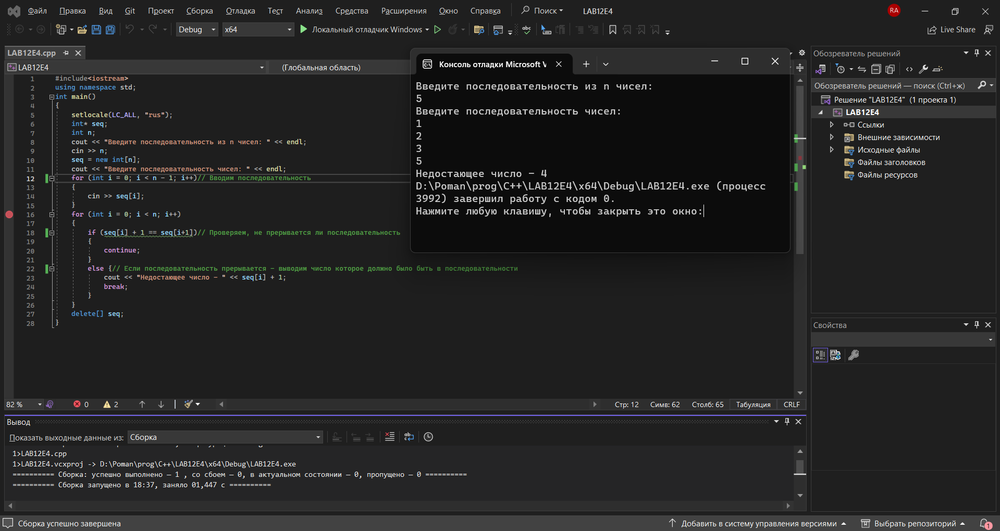 Файл Правка Вид Git Проект Сборка Отладка Тест Анализ Средства Расширения Окно Справка Поиск LAB12E4 RA
Debug x64 Локальный отладчик Windows Live Share
LAB12E4.cpp
LAB12E4 (Глобальная область)
1 #include<iostream>
2 using namespace std;
3 int main()
4 {
5 setlocale(LC_ALL, "rus");
6 int* seq;
7 int n;
8 cout << "Введите последовательность из n чисел: " << endl;
9 cin >> n;
10 seq = new int[n];
11 cout << "Введите последовательность чисел: " << endl;
12 for (int i = 0; i < n - 1; i++)// Вводим последовательность
13 {
14 cin >> seq[i];
15 }
16 for (int i = 0; i < n; i++)
17 {
18 if (seq[i] + 1 == seq[i+1])// Проверяем, не прерывается ли последовательность
19 {
20 continue;
21 }
22 else {// Если последовательность прерывается - выводим число которое должно было быть в последовательности
23 cout << "Недостающее число - " << seq[i] + 1;
24 break;
25 }
26 }
27 delete[] seq;
28 }
Консоль отладки Microsoft V
Введите последовательность из n чисел:
5
Введите последовательность чисел:
1
2
3
5
Недостающее число - 4
D:\Poman\prog\C++\LAB12E4\x64\Debug\LAB12E4.exe (процесс
3992) завершил работу с кодом 0.
Нажмите любую клавишу, чтобы закрыть это окно:
Обозреватель решений
Обозреватель решений — поиск (Ctrl+ж)
Решение "LAB12E4" (1 проекта 1)
LAB12E4
Ссылки
Внешние зависимости
Исходные файлы
Файлы заголовков
Файлы ресурсов
Свойства
82 % 0 2 Стр: 12 Симв: 62 Столб: 65 Табуляция CRLF
Вывод
Показать выходные данные из: Сборка
1>LAB12E4.cpp
1>LAB12E4.vcxproj -> D:\Poman\prog\C++\LAB12E4\x64\Debug\LAB12E4.exe
========== Сборка: успешно выполнено — 1 , со сбоем — 0, в актуальном состоянии — 0, пропущено — 0 ==========
========== Сборка запущено в 18:37, заняло 01,447 с ==========
Сборка успешно завершена Добавить в систему управления версиями Выбрать репозиторий 1